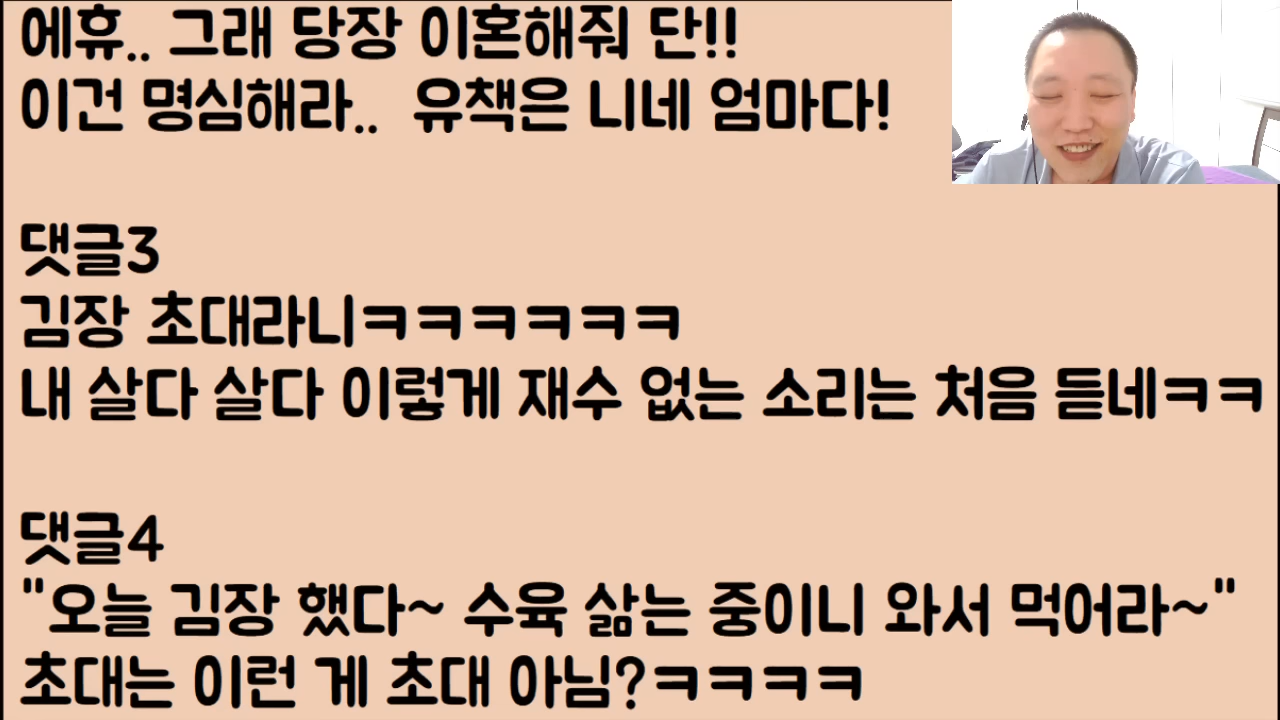 에휴.. 그래 당장 이혼해줘 단!!
이건 명심해라.. 유책은 니네 엄마다!
댓글3
김장 초대라니ㅋㅋㅋㅋㅋㅋ
내 살다 살다 이렇게 재수 없는 소리는 처음 듣네ㅋㅋ
댓글4
"오늘 김장 했다~ 수육 삶는 중이니 와서 먹어라~"
초대는 이런 게 초대 아님?ㅋㅋㅋㅋ